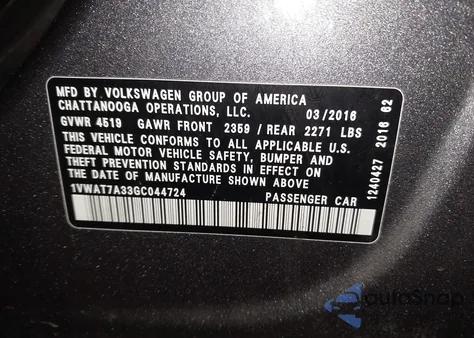 MFD BY VOLKSWAGEN GROUP OF AMERICA
CHATTANOOGA OPERATIONS, LLC. 03/2016
GVWR 4519 GAWR FRONT 2359 / REAR 2271 LBS
THIS VEHICLE CONFORMS TO ALL APPLICABLE U.S.
FEDERAL MOTOR VEHICLE SAFETY, BUMPER, AND
THEFT PREVENTION STANDARDS IN EFFECT ON
THE DATE OF MANUFACTURE SHOWN ABOVE.
1VWAT7A33GC044724 PASSENGER CAR
1240427 2016 62
autoSnap